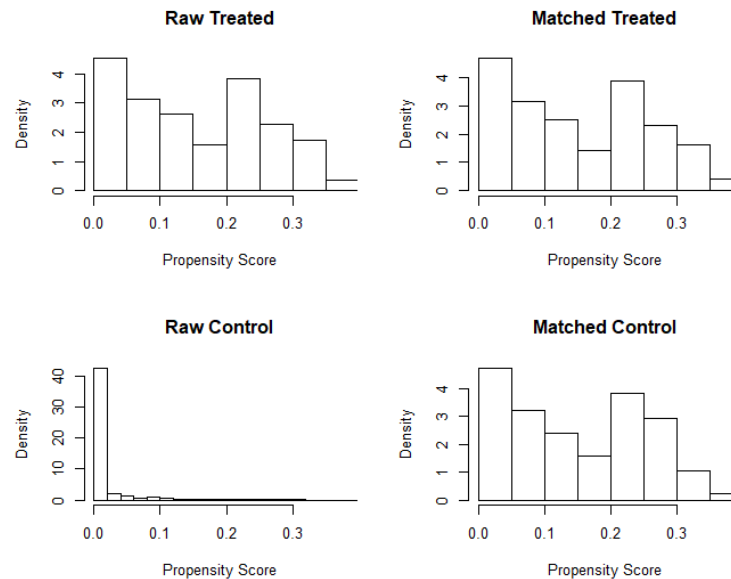 Raw Treated
Density
0 1 2 3 4
0.0 0.1 0.2 0.3
Propensity Score
Matched Treated
Density
0 1 2 3 4
0.0 0.1 0.2 0.3
Propensity Score
Raw Control
Density
0 10 20 30 40
0.0 0.1 0.2 0.3
Propensity Score
Matched Control
Density
0 1 2 3 4
0.0 0.1 0.2 0.3
Propensity Score